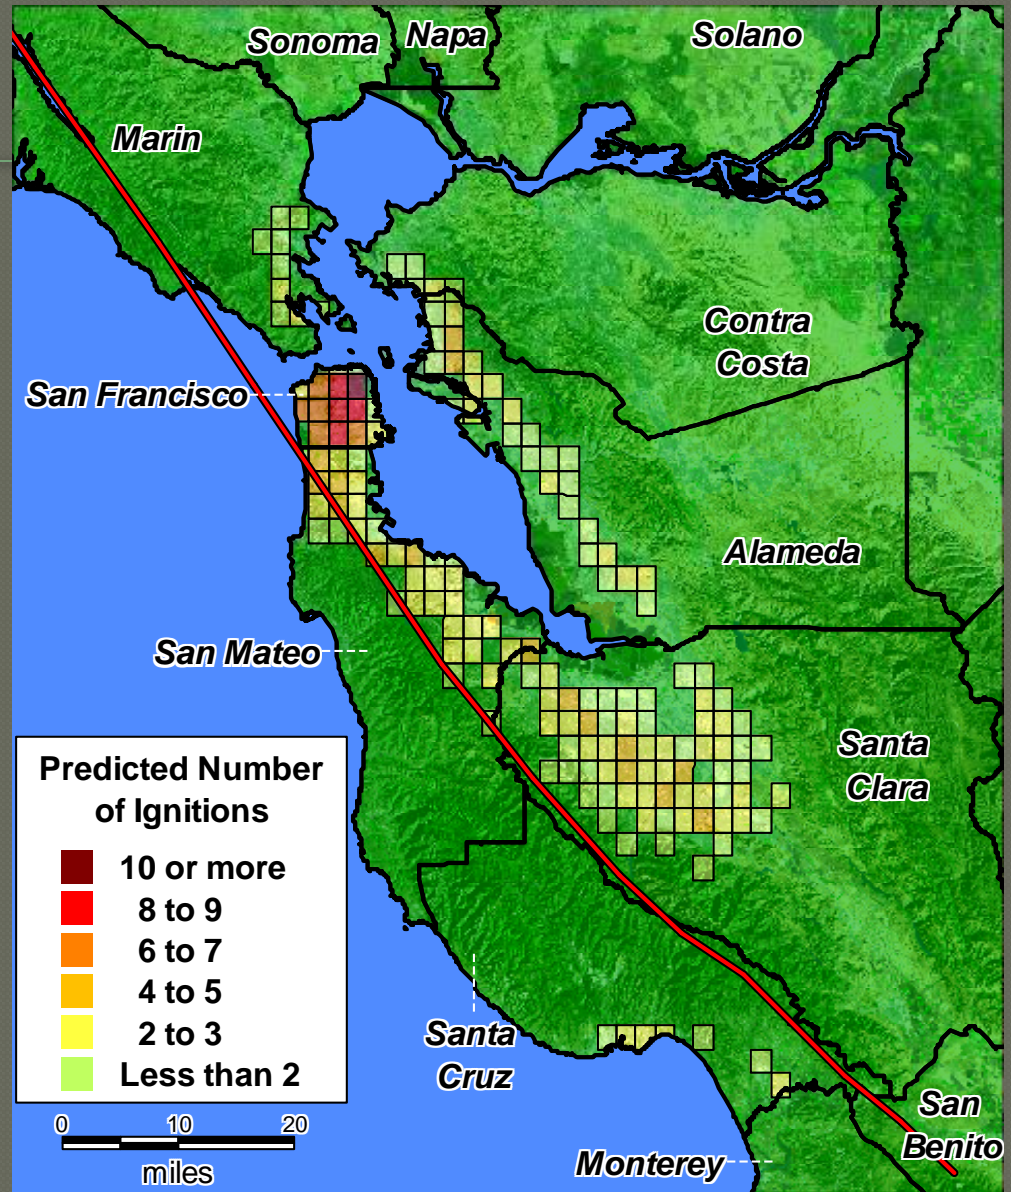 Sonoma
Napa
Solano
Marin
Contra
Costa
San Francisco
Alameda
San Mateo
Santa
Clara
Predicted Number
of Ignitions
10 or more
8 to 9
6 to 7
4 to 5
2 to 3
Less than 2
0 10 20
miles
Santa
Cruz
San
Benito
Monterey